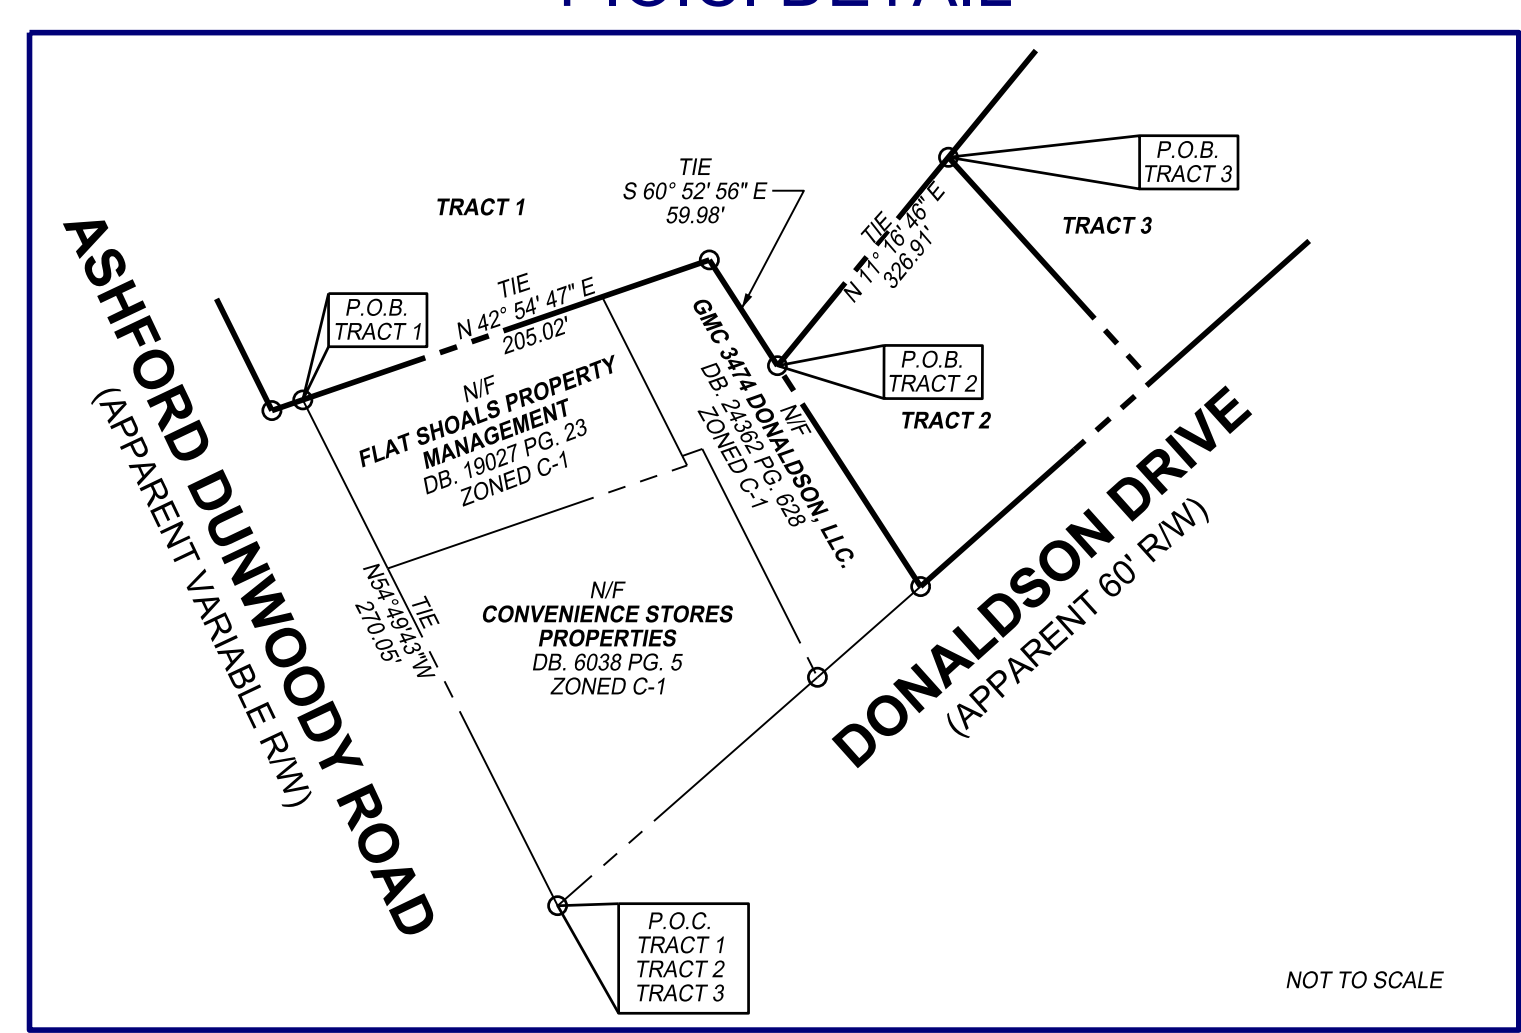 TIE
S 60° 52' 56" E
59.98'
P.O.B.
TRACT 3
TRACT 1
TRACT 3
TIE
N 11° 16' 46" E
326.91'
ASHFORD DUNWOODY ROAD
(APPARENT VARIABLE R/W)
P.O.B.
TRACT 1
TIE
N 42° 54' 47" E
205.02'
N/F
FLAT SHOALS PROPERTY
MANAGEMENT
DB. 19027 PG. 23
ZONED C-1
N/F
GMC 3474 DONALDSON, LLC.
DB. 24362 PG. 628
ZONED C-1
P.O.B.
TRACT 2
TRACT 2
DONALDSON DRIVE
(APPARENT 60' R/W)
TIE
N54°49'43"W
270.05'
N/F
CONVENIENCE STORES
PROPERTIES
DB. 6038 PG. 5
ZONED C-1
P.O.C.
TRACT 1
TRACT 2
TRACT 3
NOT TO SCALE